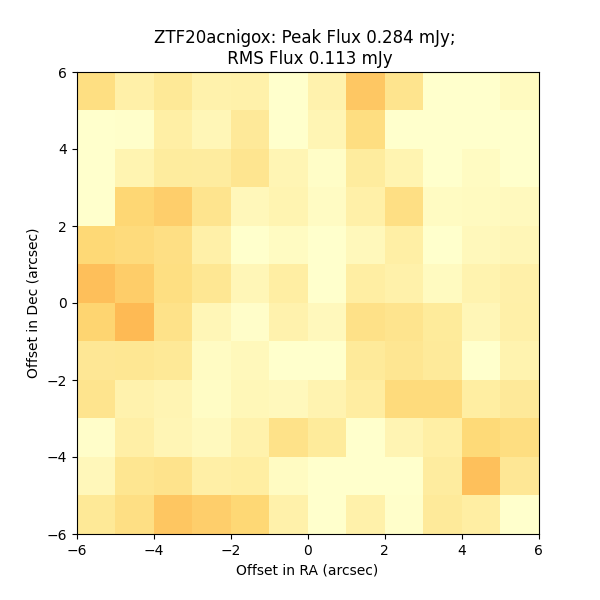 ZTF20acnigox: Peak Flux 0.284 mJy;
RMS Flux 0.113 mJy
6
4
2
0
−2
−4
−6
Offset in Dec (arcsec)
−6 −4 −2 0 2 4 6
Offset in RA (arcsec)